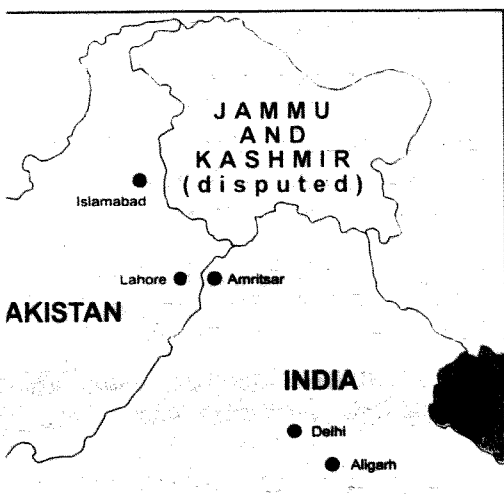 JAMMU
AND
KASHMIR
(disputed)
Islamabad
Lahore
Amritsar
AKISTAN
INDIA
Delhi
Aligarh